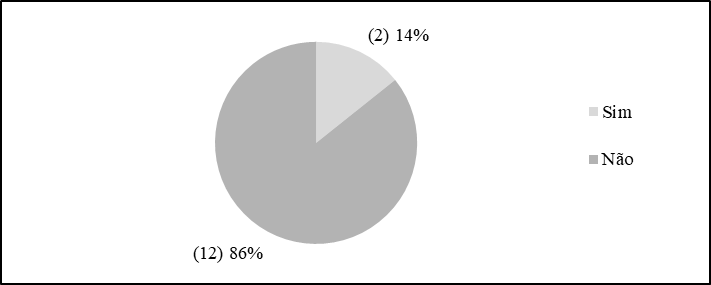 (2) 14%
Sim
Não
(12) 86%